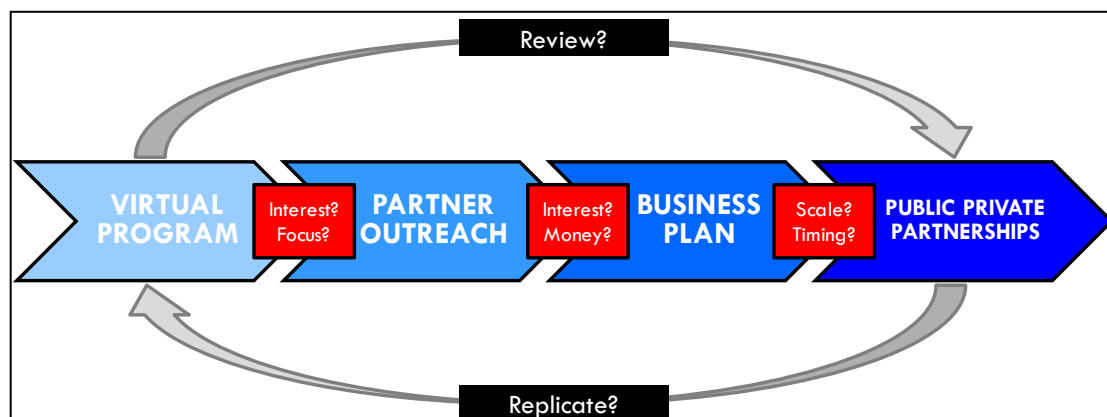 Review?
VIRTUAL
PROGRAM
Interest?
Focus?
PARTNER
OUTREACH
Interest?
Money?
BUSINESS
PLAN
Scale?
Timing?
PUBLIC PRIVATE
PARTNERSHIPS
Replicate?